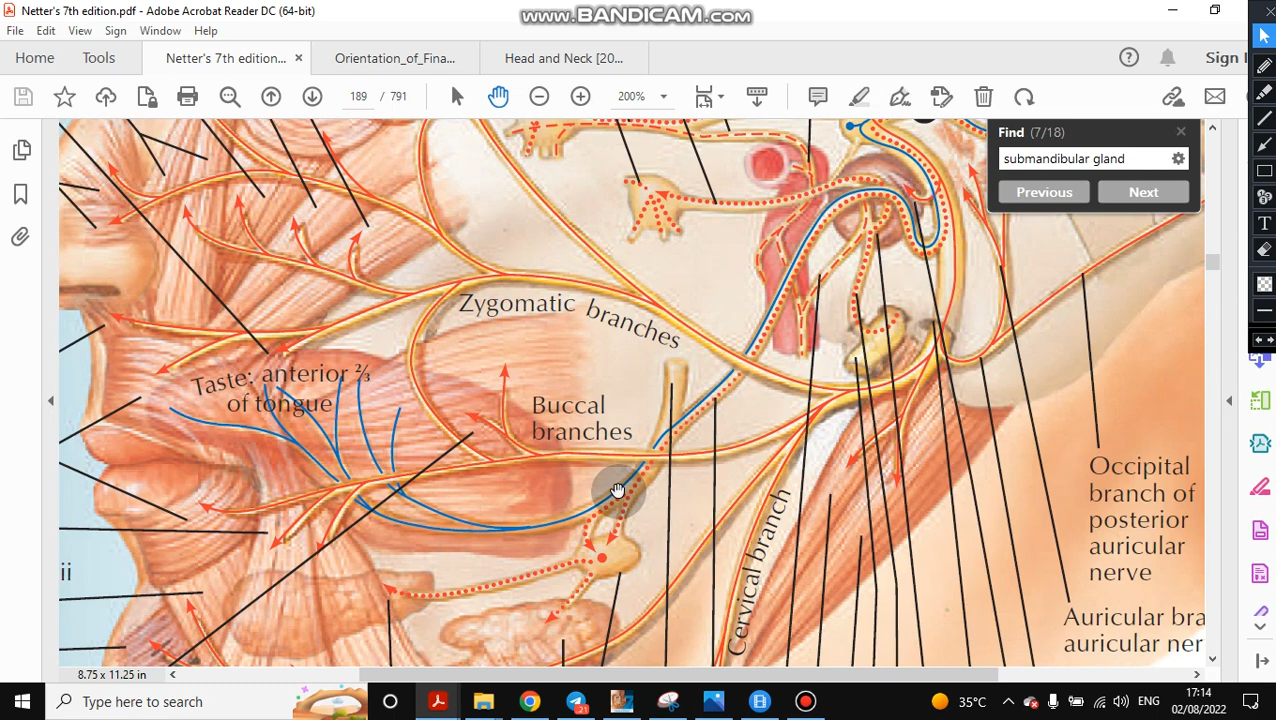 Netter's 7th edition.pdf - Adobe Acrobat Reader DC (64-bit)
www.BANDICAM.com
File Edit View Sign Window Help
Home Tools Netter's 7th edition... × Orientation_of_Fina... Head and Neck [20... Sign I
189 / 791 200%
Find (7/18)
submandibular gland
Previous Next
Zygomatic branches
Taste: anterior ⅔
of tongue
Buccal
branches
Cervical branch
Occipital
branch of
posterior
auricular
nerve
ii
Auricular bra
auricular ner
8.75 x 11.25 in
Type here to search
21
35°C
ENG
17:14
02/08/2022